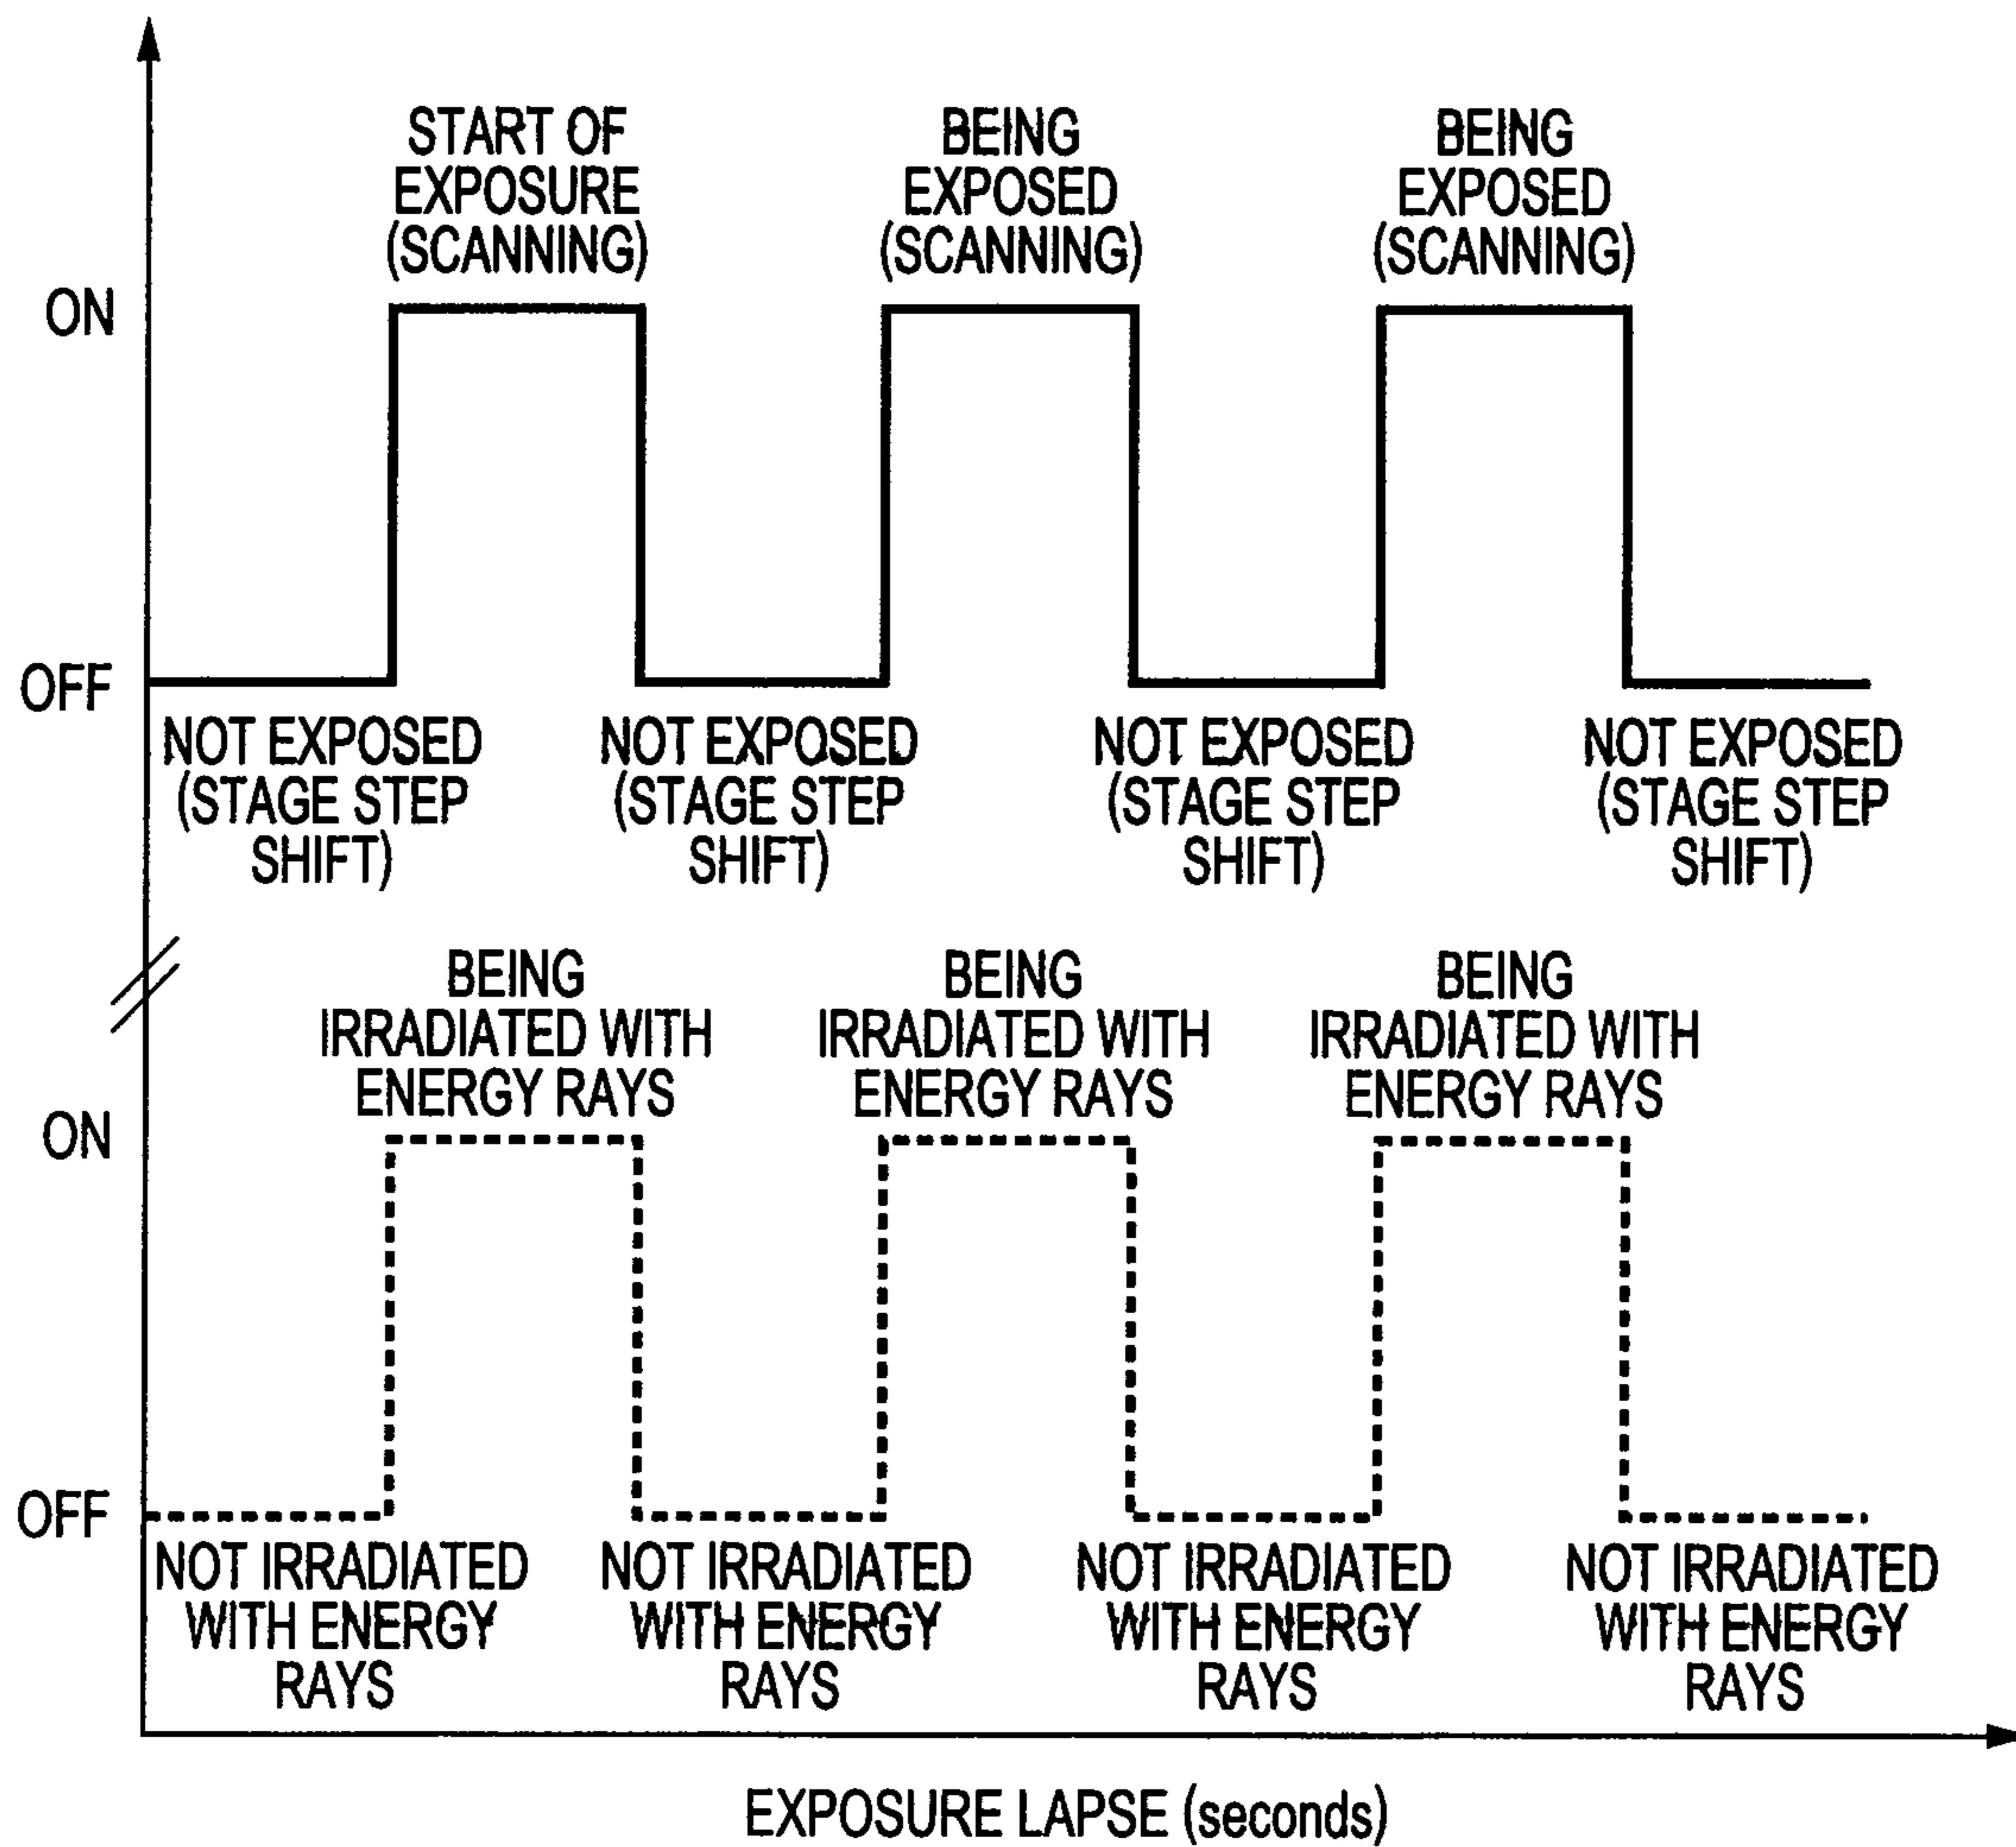 START OF
EXPOSURE
(SCANNING)
BEING
EXPOSED
(SCANNING)
BEING
EXPOSED
(SCANNING)
ON
OFF
NOT EXPOSED
(STAGE STEP
SHIFT)
NOT EXPOSED
(STAGE STEP
SHIFT)
NOT EXPOSED
(STAGE STEP
SHIFT)
NOT EXPOSED
(STAGE STEP
SHIFT)
BEING
IRRADIATED WITH
ENERGY RAYS
BEING
IRRADIATED WITH
ENERGY RAYS
BEING
IRRADIATED WITH
ENERGY RAYS
ON
OFF
NOT IRRADIATED
WITH ENERGY
RAYS
NOT IRRADIATED
WITH ENERGY
RAYS
NOT IRRADIATED
WITH ENERGY
RAYS
NOT IRRADIATED
WITH ENERGY
RAYS
EXPOSURE LAPSE (seconds)